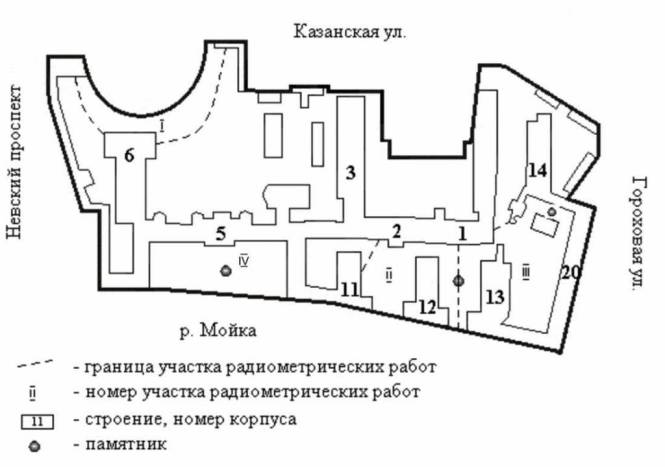 Казанская ул.
Невский проспект
Гороховая ул.
I
6
3
14
5
2
1
IV
II
III
20
11
12
13
р. Мойка
- граница участка радиометрических работ
II - номер участка радиометрических работ
11 - строение, номер корпуса
- памятник